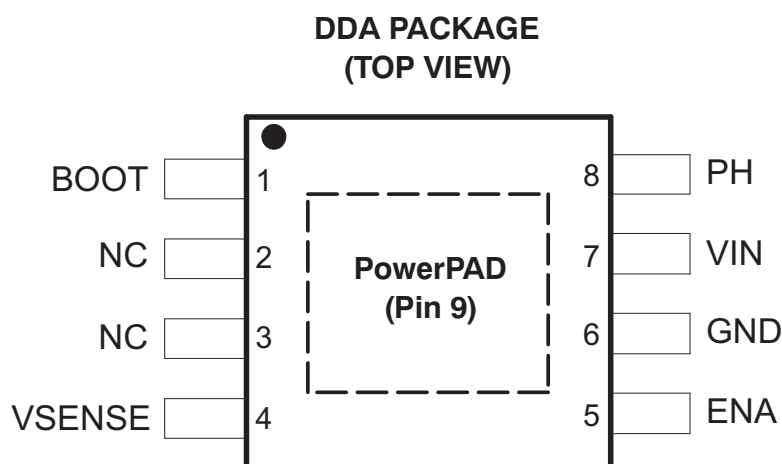 DDA PACKAGE
(TOP VIEW)
BOOT 1 8 PH
NC 2 7 VIN
NC 3 6 GND
VSENSE 4 5 ENA
PowerPAD
(Pin 9)